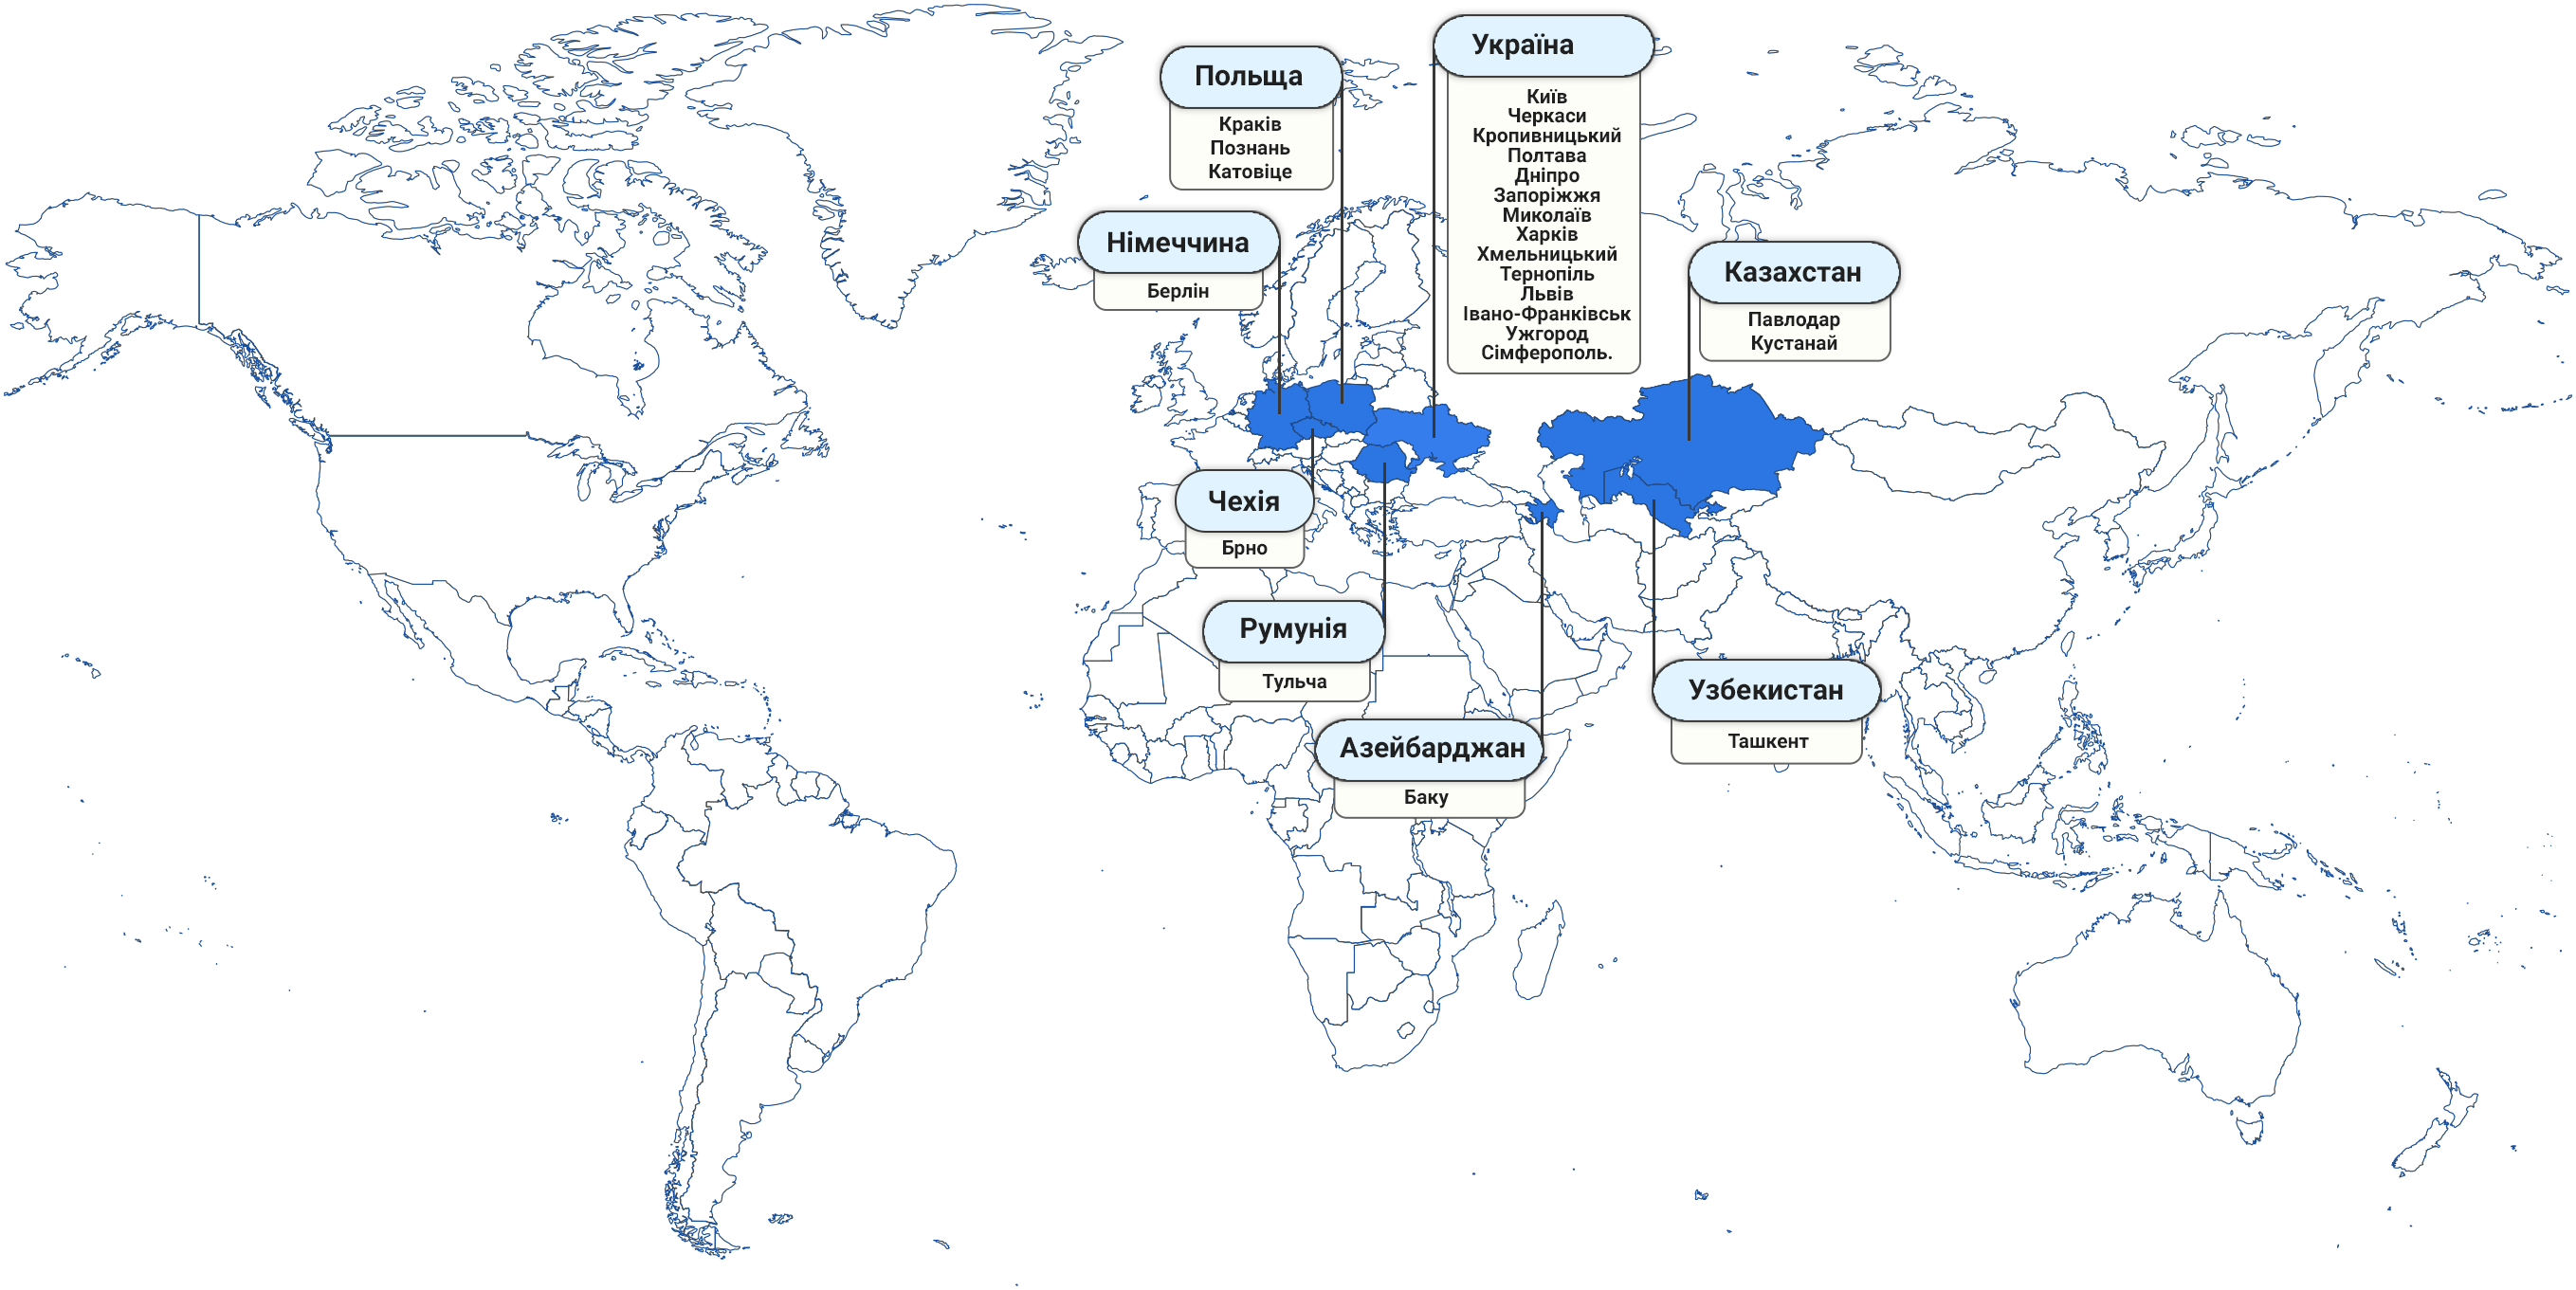 Україна
Київ
Черкаси
Кропивницький
Полтава
Дніпро
Запоріжжя
Миколаїв
Харків
Хмельницький
Тернопіль
Львів
Івано-Франківськ
Ужгород
Сімферополь.
Польща
Краків
Познань
Катовіце
Німеччина
Берлін
Казахстан
Павлодар
Кустанай
Чехія
Брно
Румунія
Тульча
Узбекистан
Ташкент
Азейбарджан
Баку